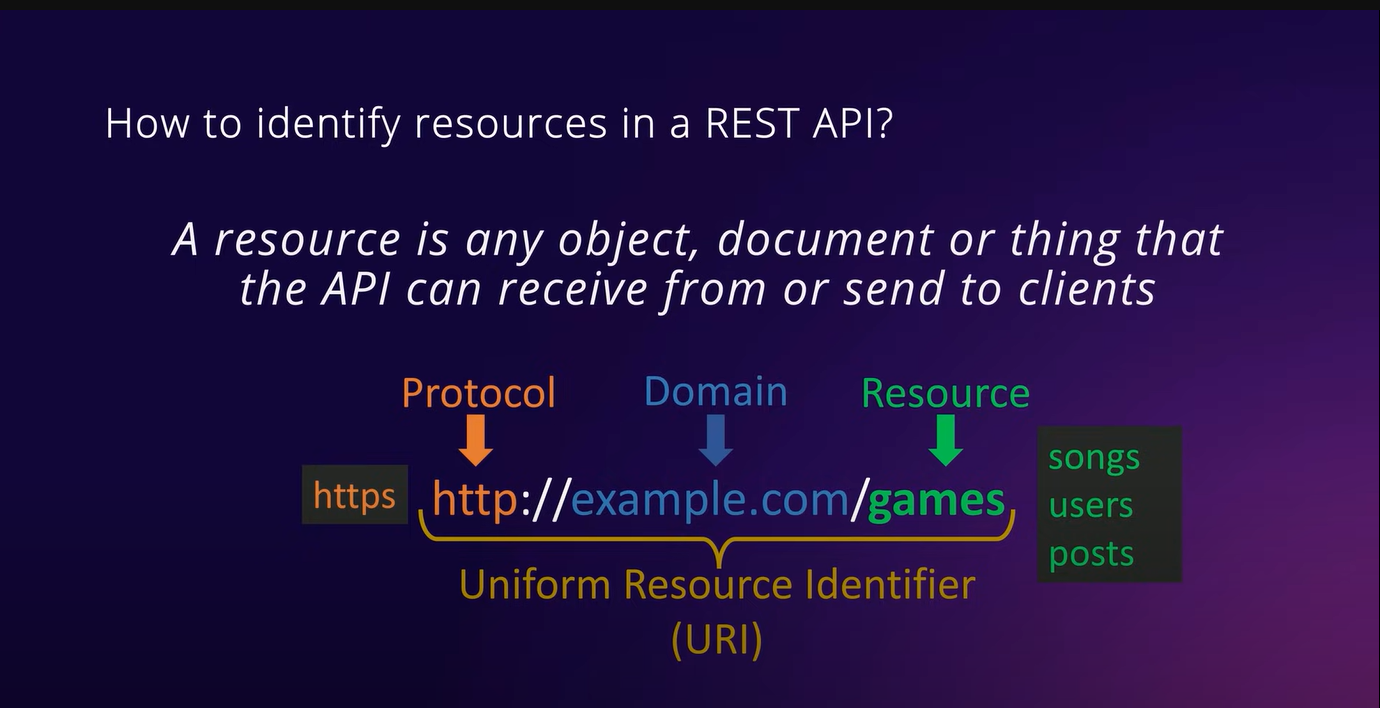 How to identify resources in a REST API?
A resource is any object, document or thing that
the API can receive from or send to clients
Protocol
Domain
Resource
https
http://example.com/games
songs
users
posts
Uniform Resource Identifier
(URI)